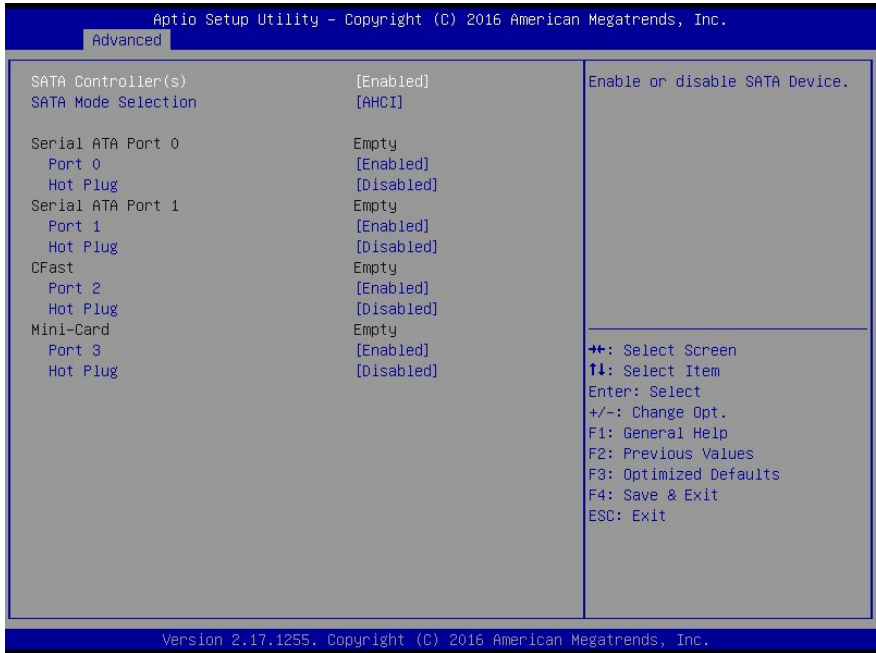 Aptio Setup Utility – Copyright (C) 2016 American Megatrends, Inc.
Advanced
SATA Controller(s) [Enabled]
SATA Mode Selection [AHCI]
Serial ATA Port 0 Empty
Port 0 [Enabled]
Hot Plug [Disabled]
Serial ATA Port 1 Empty
Port 1 [Enabled]
Hot Plug [Disabled]
CFast Empty
Port 2 [Enabled]
Hot Plug [Disabled]
Mini-Card Empty
Port 3 [Enabled]
Hot Plug [Disabled]
Enable or disable SATA Device.
→←: Select Screen
↑↓: Select Item
Enter: Select
+/-: Change Opt.
F1: General Help
F2: Previous Values
F3: Optimized Defaults
F4: Save & Exit
ESC: Exit
Version 2.17.1255. Copyright (C) 2016 American Megatrends, Inc.